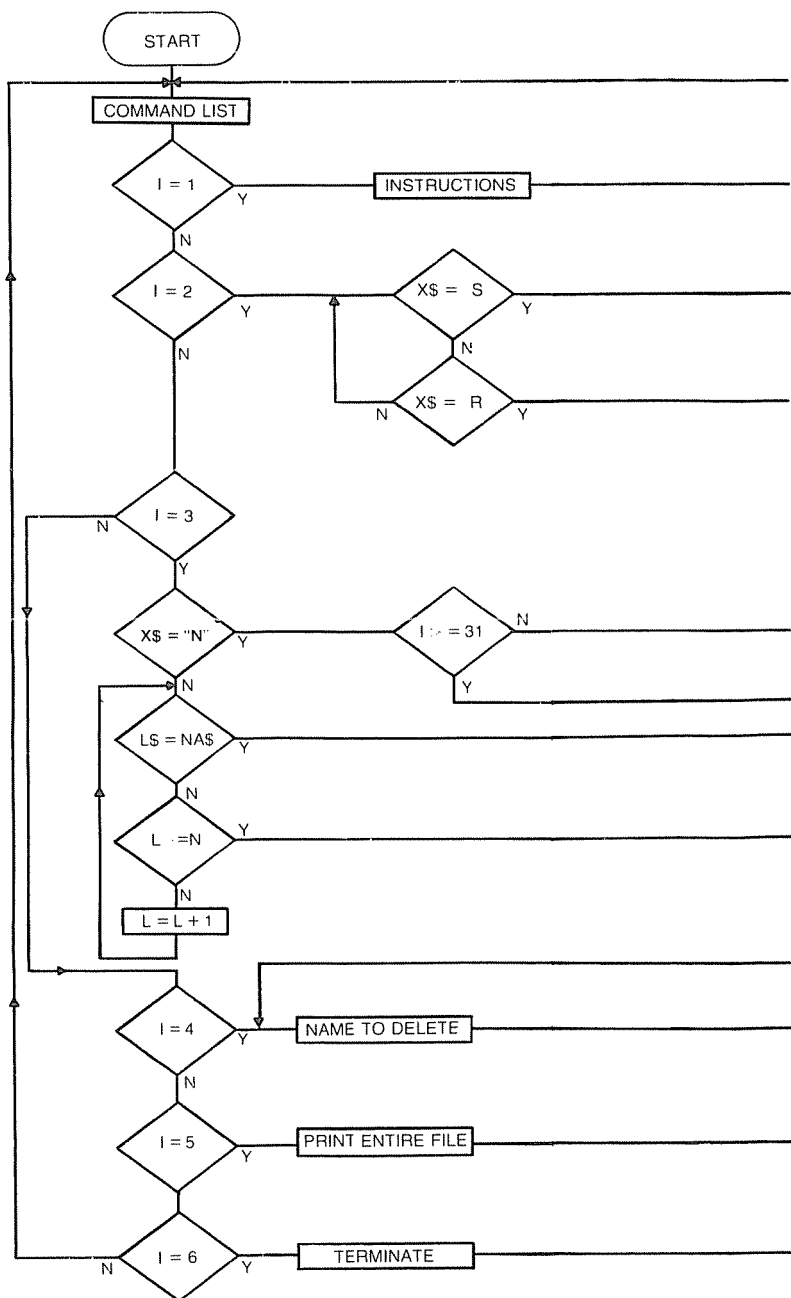 START
COMMAND LIST
I = 1
Y
INSTRUCTIONS
N
I = 2
Y
X$ = S
Y
N
N
X$ = R
N
Y
N
I = 3
Y
X$ = "N"
Y
I > = 31
N
Y
N
L$ = NA$
Y
N
L =N
Y
N
L = L + 1
I = 4
Y
NAME TO DELETE
N
I = 5
Y
PRINT ENTIRE FILE
N
I = 6
Y
TERMINATE